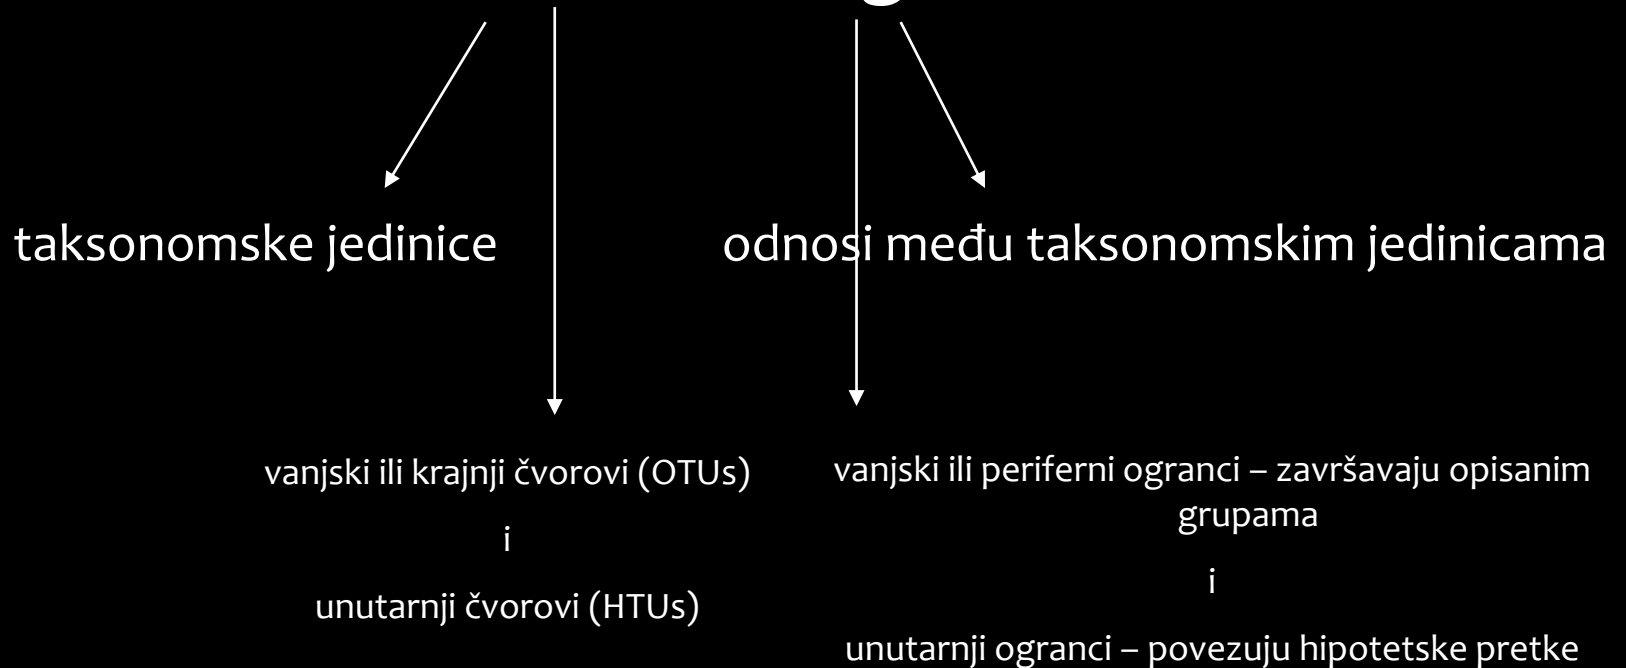 taksonomske jedinice
odnosi među taksonomskim jedinicama
vanjski ili krajnji čvorovi (OTUs)
i
unutarnji čvorovi (HTUs)
vanjski ili periferni ogranci – završavaju opisanim
grupama
i
unutarnji ogranci – povezuju hipotetske pretke